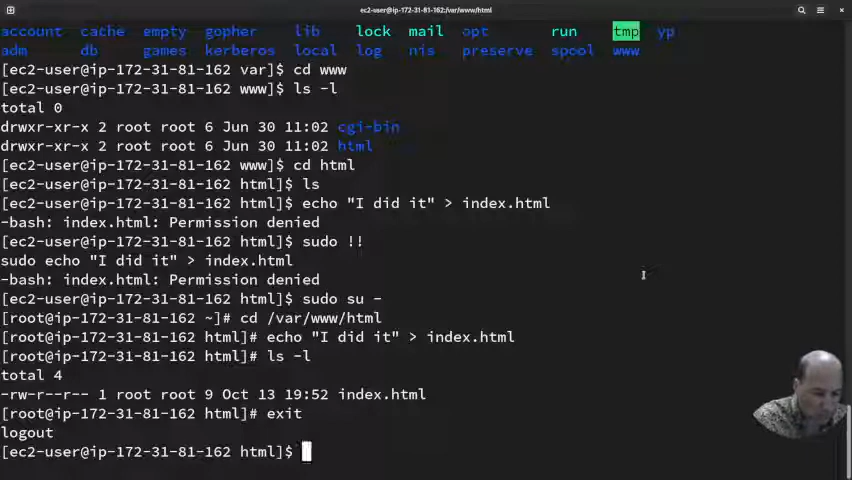 ec2-user@ip-172-31-81-162:/var/www/html
account cache empty gopher lib lock mail opt run tmp yp
adm db games kerberos local log nis preserve spool www
[ec2-user@ip-172-31-81-162 var]$ cd www
[ec2-user@ip-172-31-81-162 www]$ ls -l
total 0
drwxr-xr-x 2 root root 6 Jun 30 11:02 cgi-bin
drwxr-xr-x 2 root root 6 Jun 30 11:02 html
[ec2-user@ip-172-31-81-162 www]$ cd html
[ec2-user@ip-172-31-81-162 html]$ ls
[ec2-user@ip-172-31-81-162 html]$ echo "I did it" > index.html
-bash: index.html: Permission denied
[ec2-user@ip-172-31-81-162 html]$ sudo !!
sudo echo "I did it" > index.html
-bash: index.html: Permission denied
[ec2-user@ip-172-31-81-162 html]$ sudo su -
[root@ip-172-31-81-162 ~]# cd /var/www/html
[root@ip-172-31-81-162 html]# echo "I did it" > index.html
[root@ip-172-31-81-162 html]# ls -l
total 4
-rw-r--r-- 1 root root 9 Oct 13 19:52 index.html
[root@ip-172-31-81-162 html]# exit
logout
[ec2-user@ip-172-31-81-162 html]$